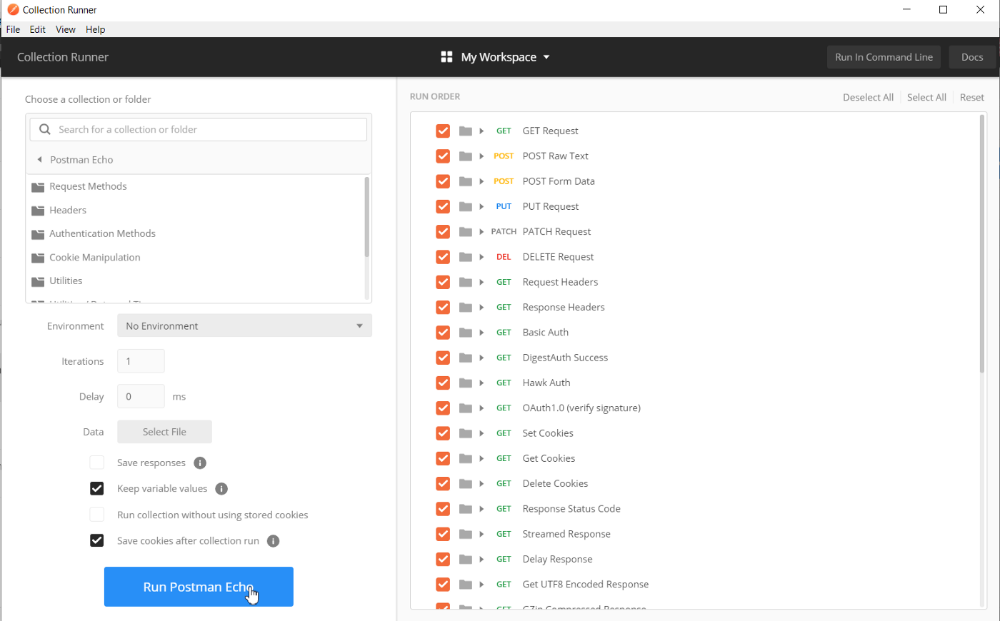 Collection Runner
File Edit View Help
Collection Runner
My Workspace
Run In Command Line
Docs
Choose a collection or folder
Search for a collection or folder
Postman Echo
Request Methods
Headers
Authentication Methods
Cookie Manipulation
Utilities
Environment No Environment
Iterations 1
Delay 0 ms
Data Select File
Save responses
Keep variable values
Run collection without using stored cookies
Save cookies after collection run
Run Postman Echo
RUN ORDER
Deselect All Select All Reset
GET GET Request
POST POST Raw Text
POST POST Form Data
PUT PUT Request
PATCH PATCH Request
DEL DELETE Request
GET Request Headers
GET Response Headers
GET Basic Auth
GET DigestAuth Success
GET Hawk Auth
GET OAuth1.0 (verify signature)
GET Set Cookies
GET Get Cookies
GET Delete Cookies
GET Response Status Code
GET Streamed Response
GET Delay Response
GET Get UTF8 Encoded Response
GET GZip Compressed Response